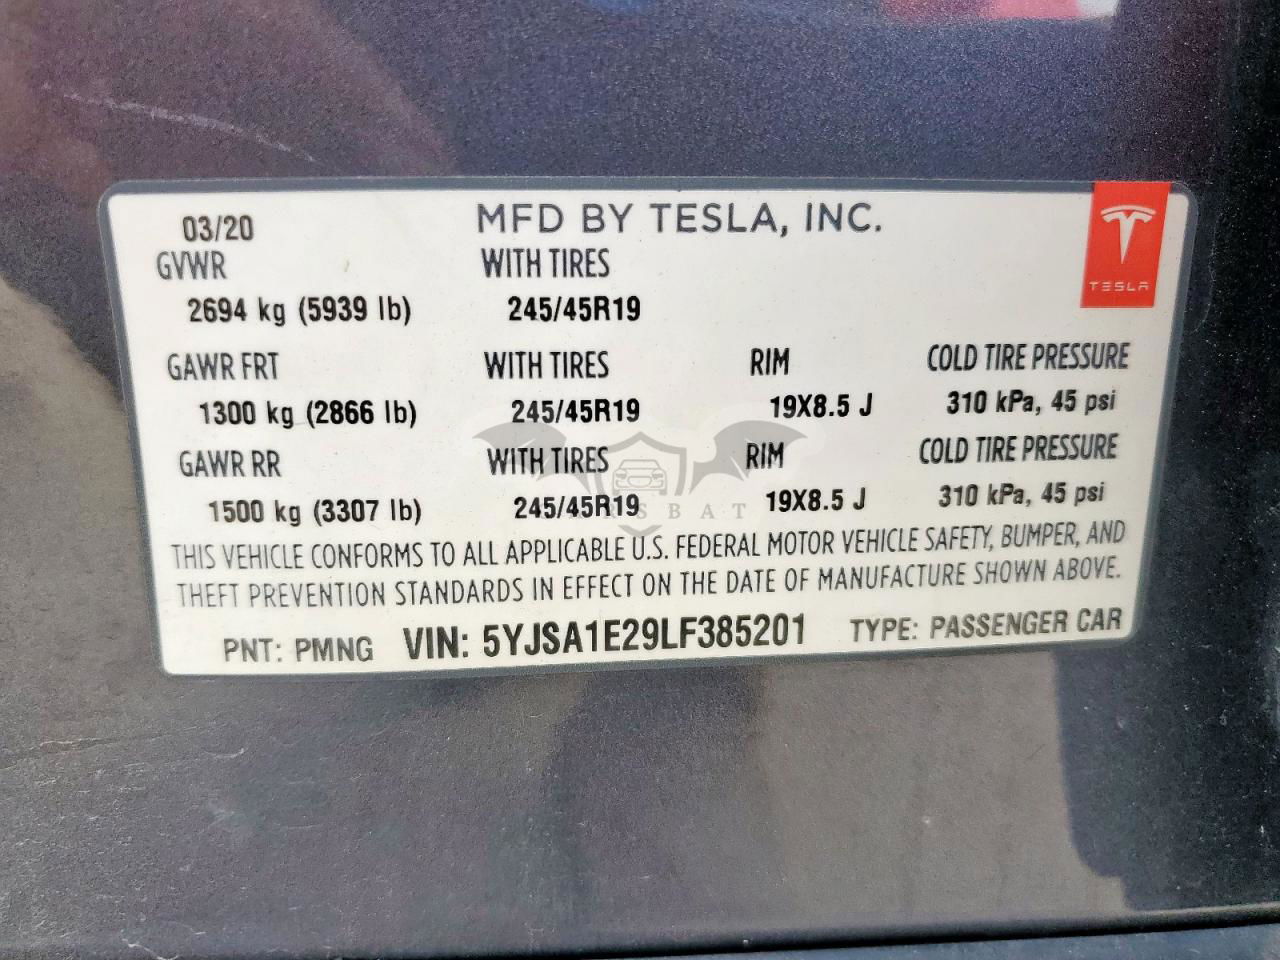 03/20 MFD BY TESLA, INC.
TESLA
GVWR WITH TIRES
2694 kg (5939 lb) 245/45R19
GAWR FRT WITH TIRES RIM COLD TIRE PRESSURE
1300 kg (2866 lb) 245/45R19 19X8.5 J 310 kPa, 45 psi
GAWR RR WITH TIRES RIM COLD TIRE PRESSURE
1500 kg (3307 lb) 245/45R19 19X8.5 J 310 kPa, 45 psi
THIS VEHICLE CONFORMS TO ALL APPLICABLE U.S. FEDERAL MOTOR VEHICLE SAFETY, BUMPER, AND
THEFT PREVENTION STANDARDS IN EFFECT ON THE DATE OF MANUFACTURE SHOWN ABOVE.
PNT: PMNG VIN: 5YJSA1E29LF385201 TYPE: PASSENGER CAR